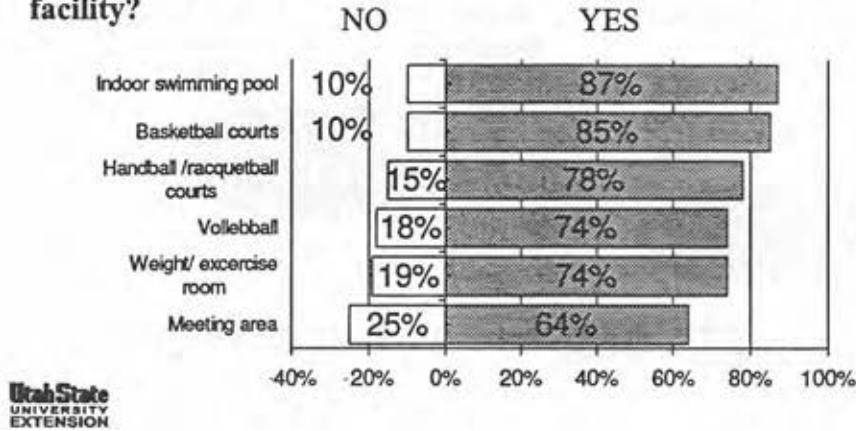 facility?
NO YES
Indoor swimming pool 10% 87%
Basketball courts 10% 85%
Handball /racquetball
courts 15% 78%
Vollebball 18% 74%
Weight/ excercise
room 19% 74%
Meeting area 25% 64%
-40% -20% 0% 20% 40% 60% 80% 100%
UtahState
UNIVERSITY
EXTENSION